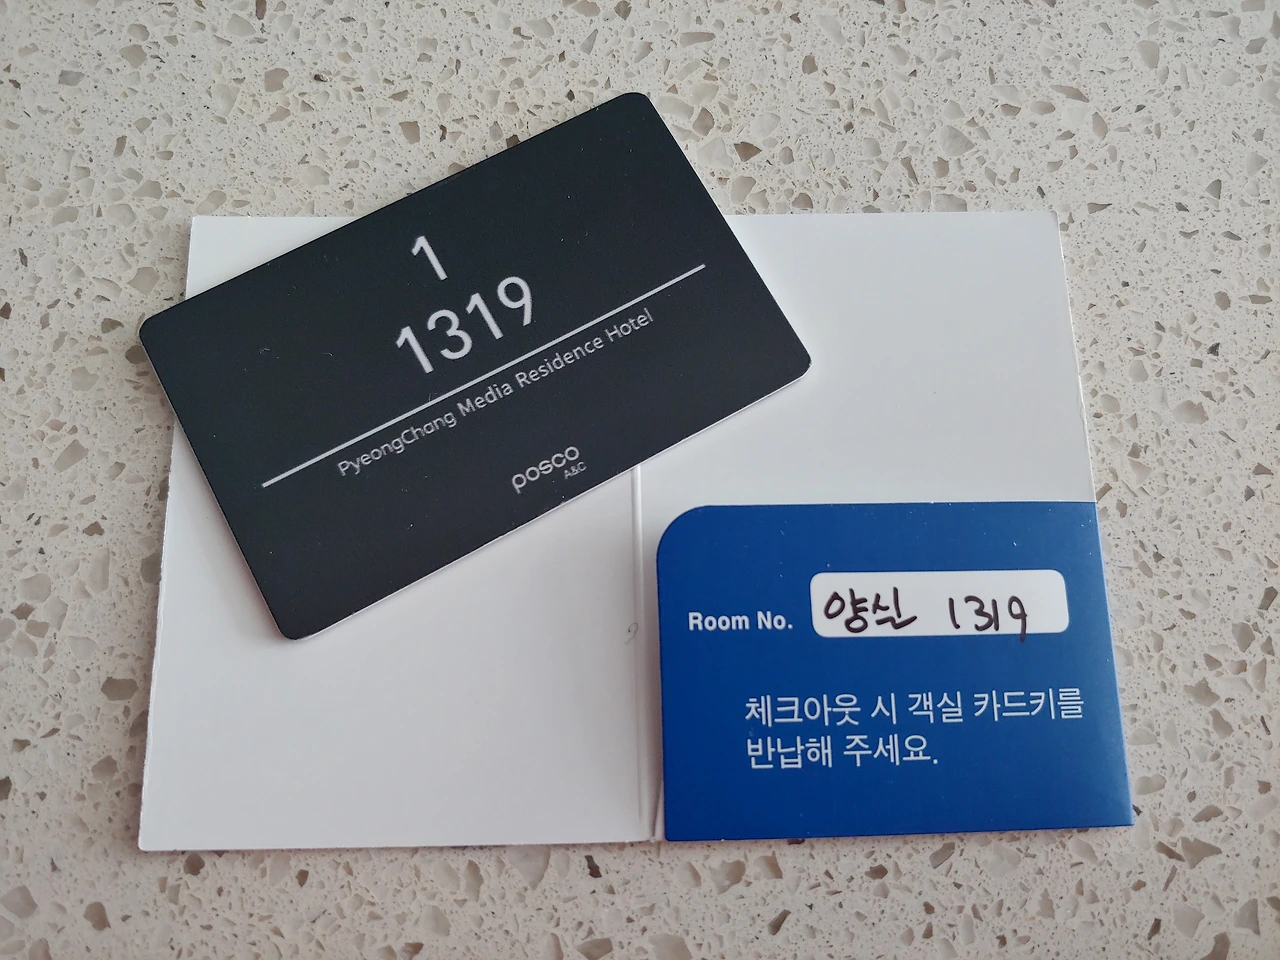 1
1319
PyeongChang Media Residence Hotel
posco
A&C
Room No. 양실 1319
체크아웃 시 객실 카드키를
반납해 주세요.